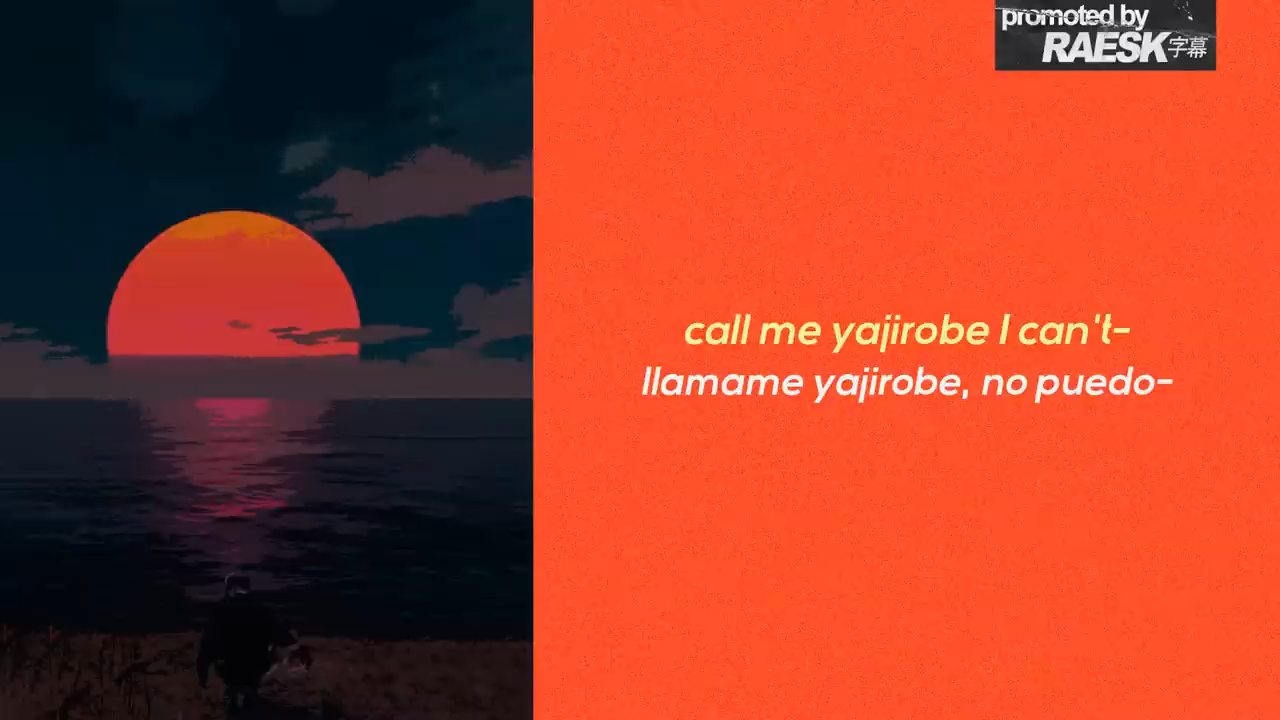 promoted by
RAESK字幕
call me yajirobe I can't-
llamame yajirobe, no puedo-